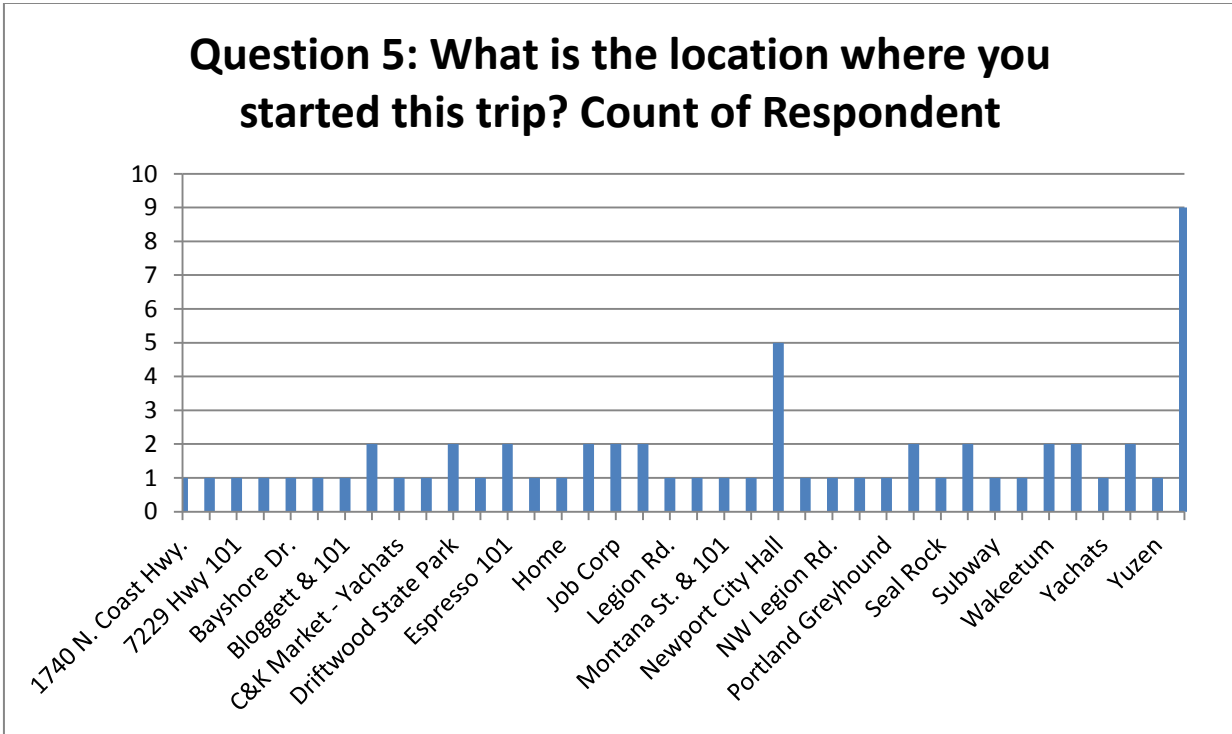 Question 5: What is the location where you
started this trip? Count of Respondent
10
9
8
7
6
5
4
3
2
1
0
1740 N. Coast Hwy.
7229 Hwy 101
Bayshore Dr.
Bloggett & 101
C&K Market - Yachats
Driftwood State Park
Espresso 101
Home
Job Corp
Legion Rd.
Montana St. & 101
Newport City Hall
NW Legion Rd.
Portland Greyhound
Seal Rock
Subway
Wakeetum
Yachats
Yuzen